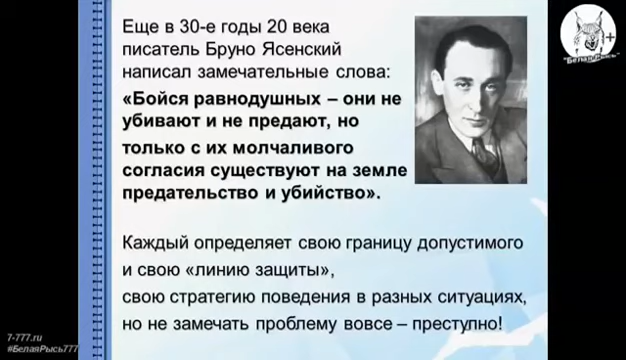 Еще в 30-е годы 20 века
писатель Бруно Ясенский
написал замечательные слова:
«Бойся равнодушных – они не
убивают и не предают, но
только с их молчаливого
согласия существуют на земле
предательство и убийство».
Каждый определяет свою границу допустимого
и свою «линию защиты»,
свою стратегию поведения в разных ситуациях,
но не замечать проблему вовсе – преступно!
+
"БелаяРысь"
7-777.ru
#БелаяРысь777